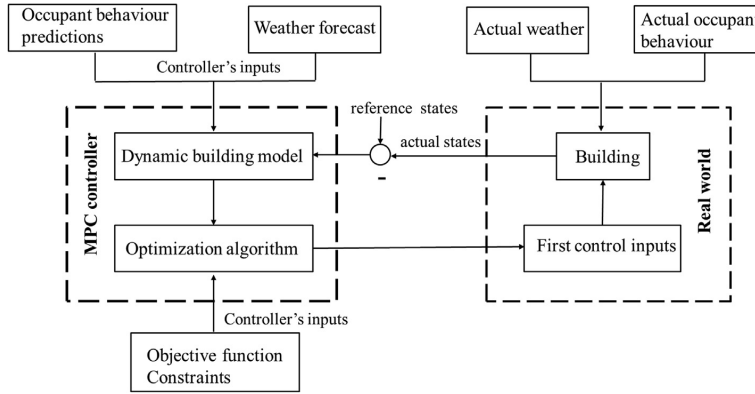 Occupant behaviour
predictions
Weather forecast
Actual weather
Actual occupan
behaviour
Controller's inputs
reference states
actual states
MPC controller
Dynamic building model
Building
Real world
Optimization algorithm
First control inputs
Controller's inputs
Objective function
Constraints
-